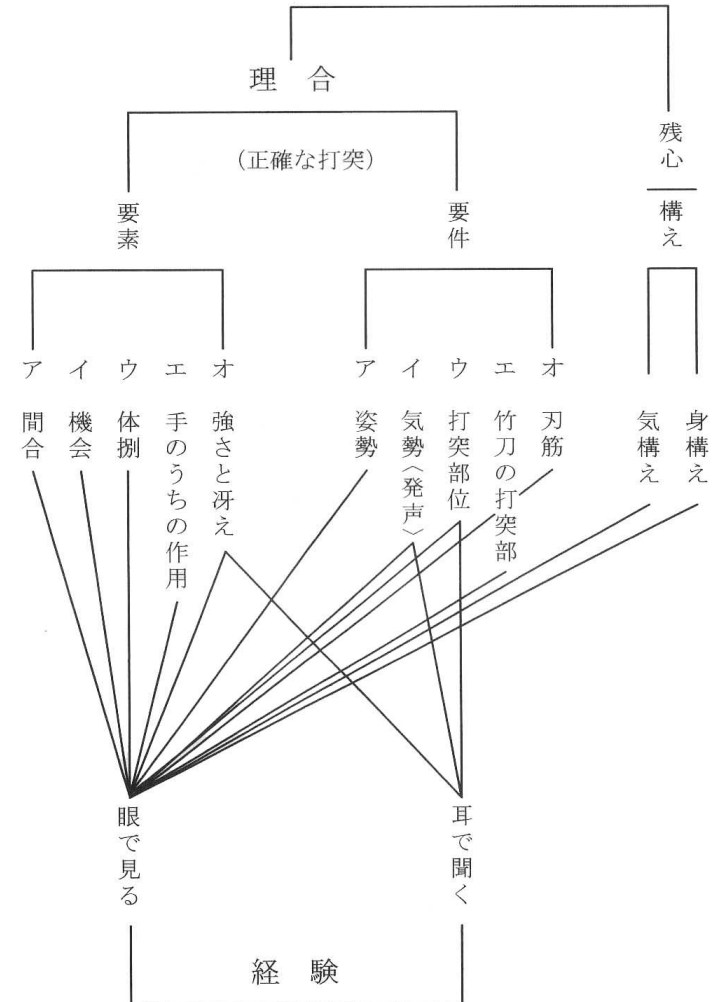 理合
(正確な打突)
残心
構え
要素
要件
ア 間合
イ 機会
ウ 体捌
エ 手のうちの作用
オ 強さと冴え
ア 姿勢
イ 気勢〈発声〉
ウ 打突部位
エ 竹刀の打突部
オ 刃筋
気構え
身構え
眼で見る
耳で聞く
経験